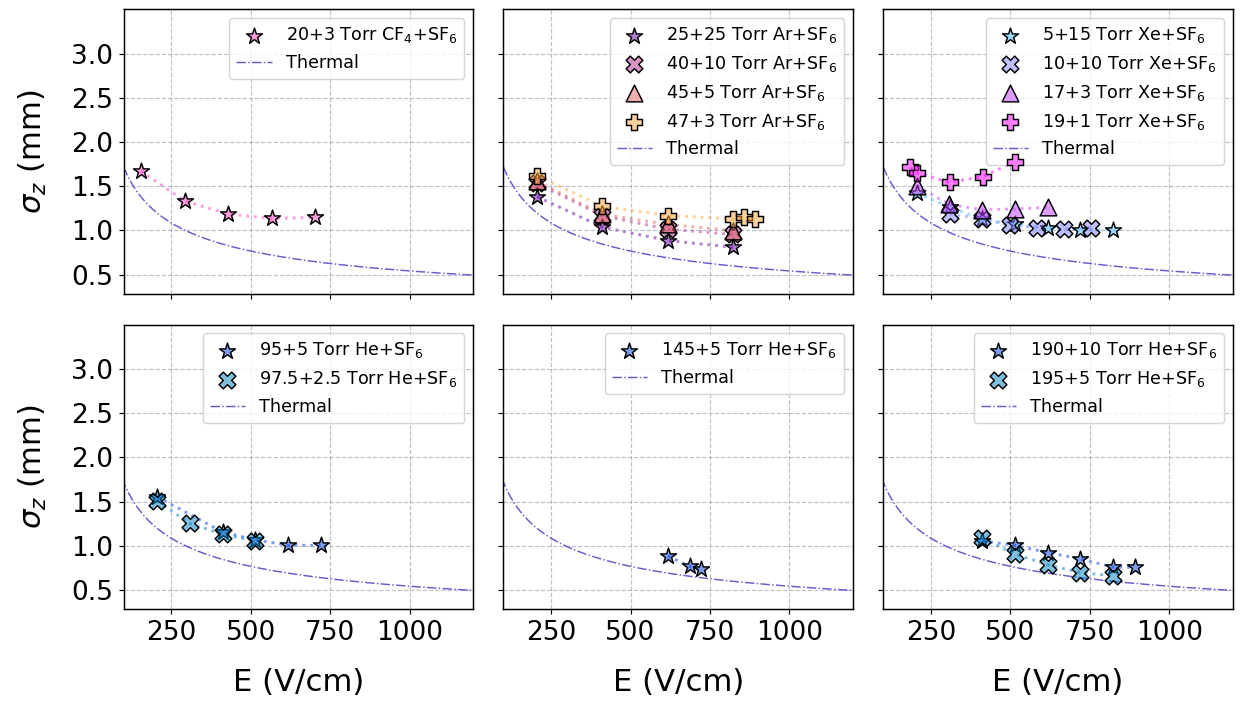 σz (mm)
3.0
2.5
2.0
1.5
1.0
0.5
20+3 Torr CF₄+SF₆
Thermal
25+25 Torr Ar+SF₆
40+10 Torr Ar+SF₆
45+5 Torr Ar+SF₆
47+3 Torr Ar+SF₆
Thermal
5+15 Torr Xe+SF₆
10+10 Torr Xe+SF₆
17+3 Torr Xe+SF₆
19+1 Torr Xe+SF₆
Thermal
σz (mm)
3.0
2.5
2.0
1.5
1.0
0.5
95+5 Torr He+SF₆
97.5+2.5 Torr He+SF₆
Thermal
145+5 Torr He+SF₆
Thermal
190+10 Torr He+SF₆
195+5 Torr He+SF₆
Thermal
250 500 750 1000
250 500 750 1000
250 500 750 1000
E (V/cm)
E (V/cm)
E (V/cm)